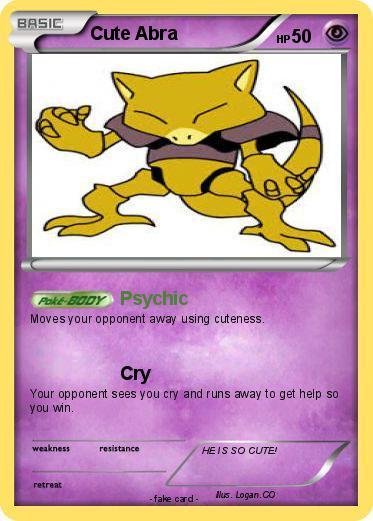 BASIC
Cute Abra
HP50
Poké-BODY Psychic
Moves your opponent away using cuteness.
Cry
Your opponent sees you cry and runs away to get help so
you win.
weakness resistance
HE IS SO CUTE!
retreat
- fake card -
Illus. Logan.CO